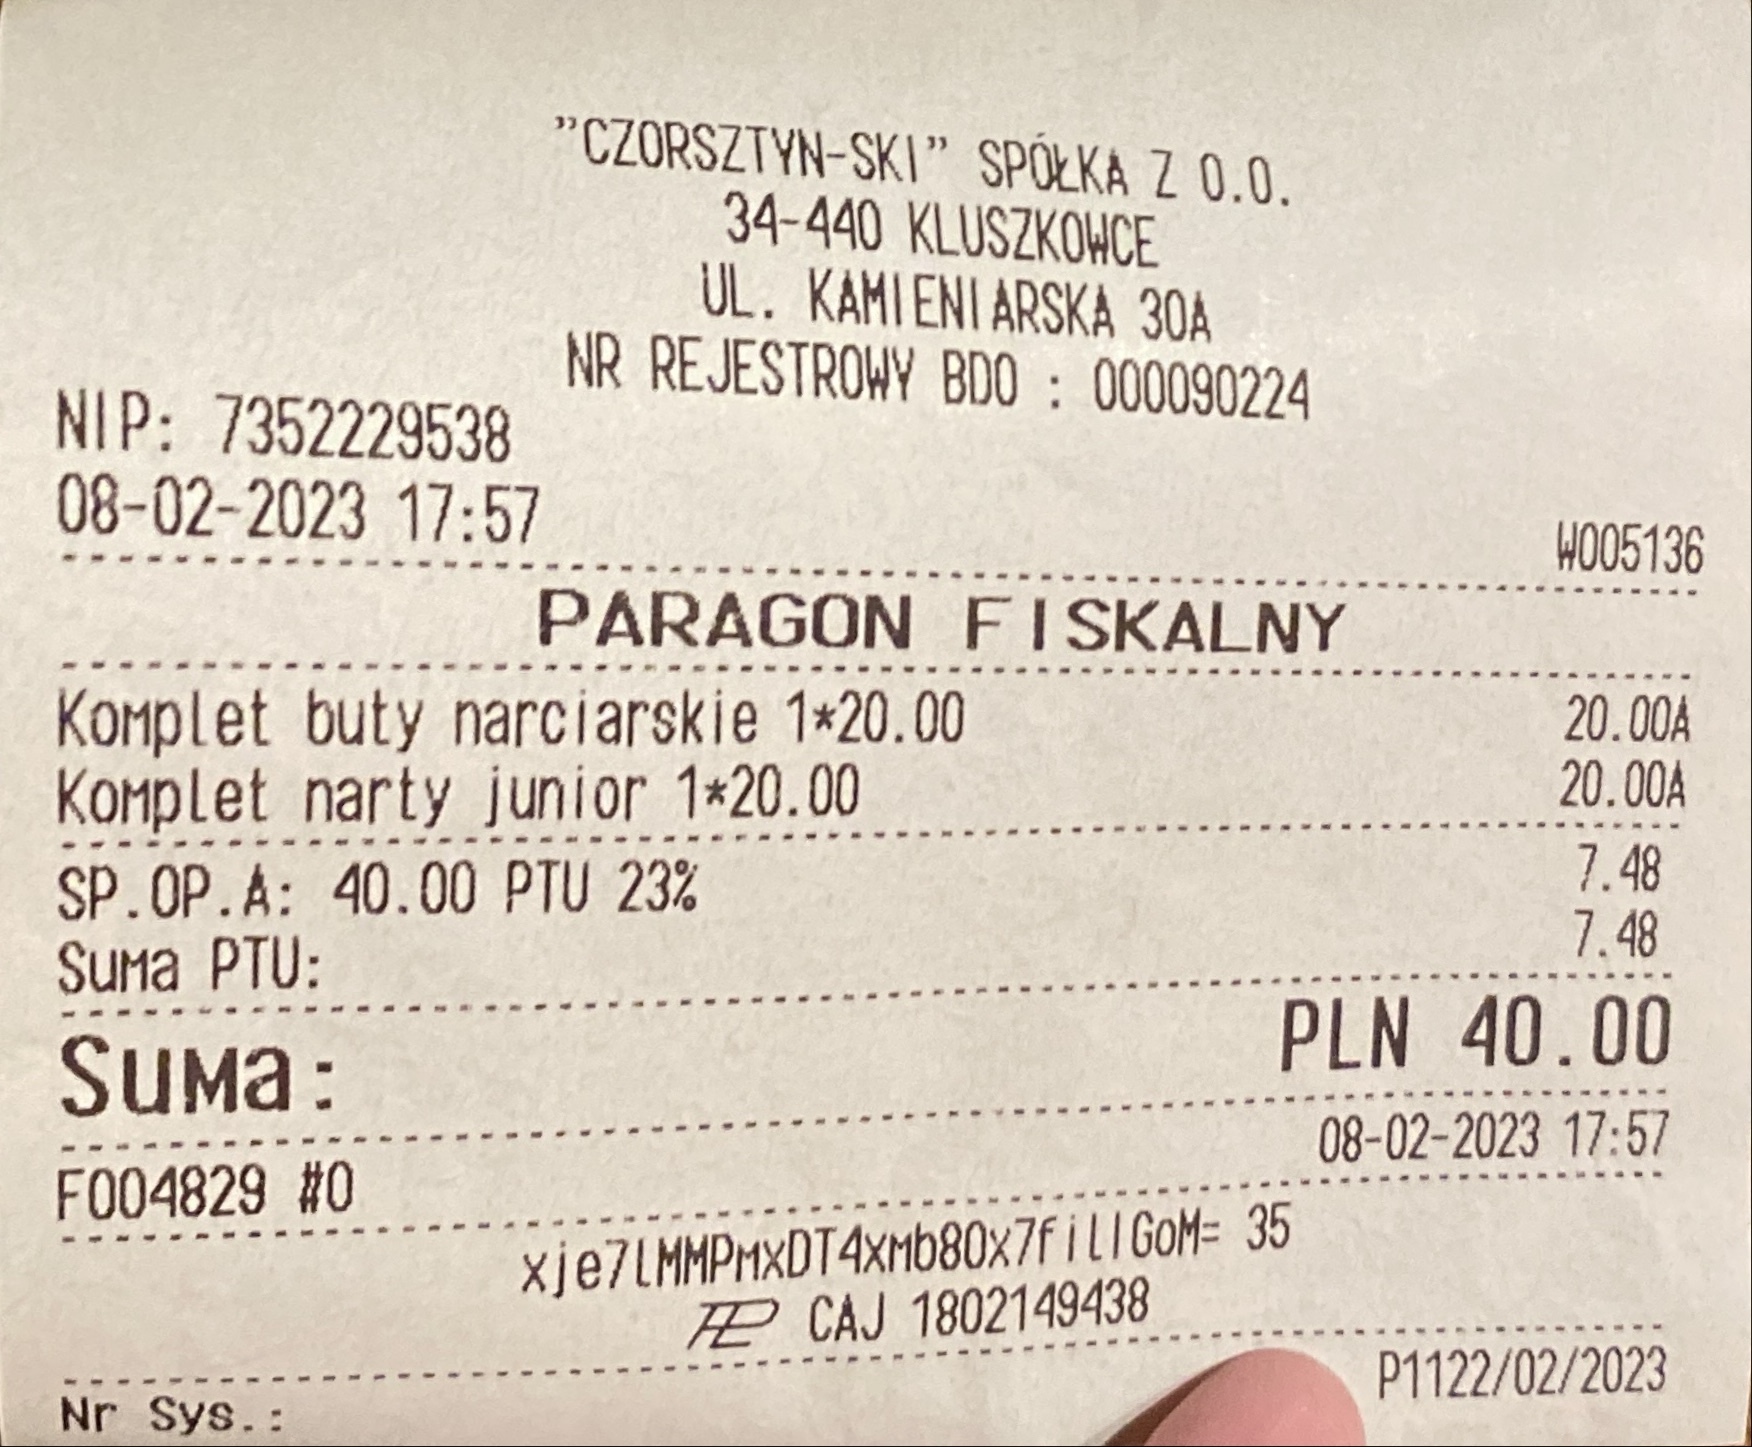 "CZORSZTYN-SKI" SPÓŁKA Z O.O.
34-440 KLUSZKOWCE
UL. KAMIENIARSKA 30A
NR REJESTROWY BDO : 000090224
NIP: 7352229538
08-02-2023 17:57 W005136
PARAGON FISKALNY
Komplet buty narciarskie 1*20.00 20.00A
Komplet narty junior 1*20.00 20.00A
SP.OP.A: 40.00 PTU 23% 7.48
Suma PTU: 7.48
Suma: PLN 40.00
F004829 #0 08-02-2023 17:57
xje7lMMPmxDT4xmb80x7filIGoM= 35
PL CAJ 1802149438
Nr Sys.: P1122/02/2023